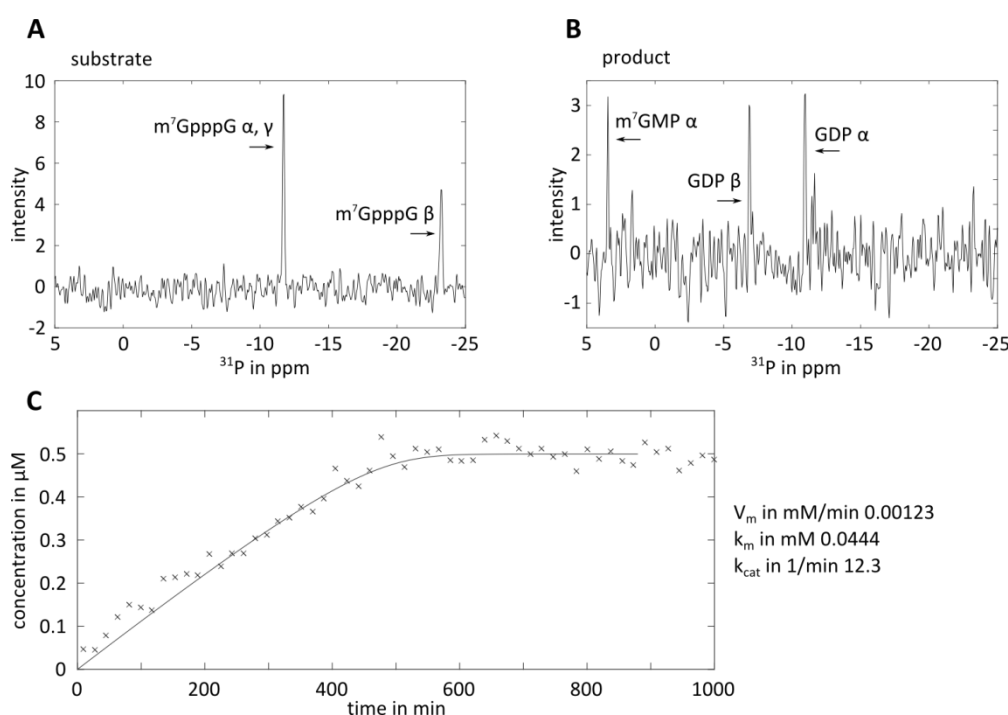 A
substrate
10
8
6
4
2
0
-2
intensity
m⁷GpppG α, γ
m⁷GpppG β
5 0 -5 -10 -15 -20 -25
³¹P in ppm
B
product
3
2
1
0
-1
intensity
m⁷GMP α
GDP β
GDP α
5 0 -5 -10 -15 -20 -25
³¹P in ppm
C
0.5
0.4
0.3
0.2
0.1
0
concentration in µM
0 200 400 600 800 1000
time in min
Vₘ in mM/min 0.00123
kₘ in mM 0.0444
k_cat in 1/min 12.3